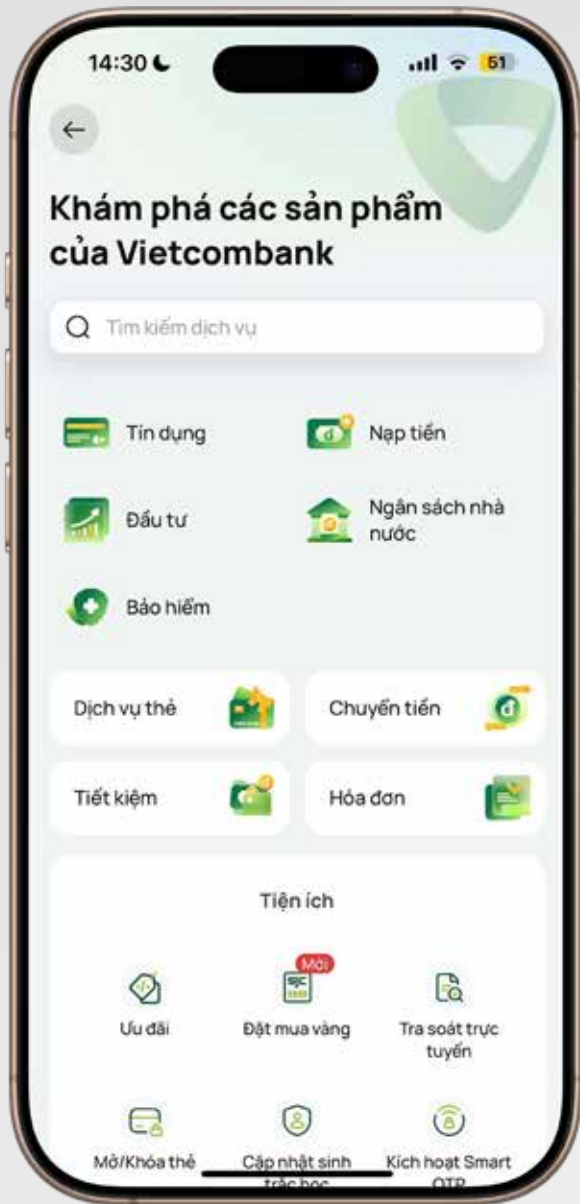 14:30
51
Khám phá các sản phẩm
của Vietcombank
Tìm kiếm dịch vụ
Tín dụng
Nạp tiền
Đầu tư
Ngân sách nhà
nước
Bảo hiểm
Dịch vụ thẻ
Chuyển tiền
Tiết kiệm
Hóa đơn
Tiện ích
Mới
SJC
Ưu đãi
Đặt mua vàng
Tra soát trực
tuyến
Mở/Khóa thẻ
Cập nhật sinh
trắc học
Kích hoạt Smart
OTP